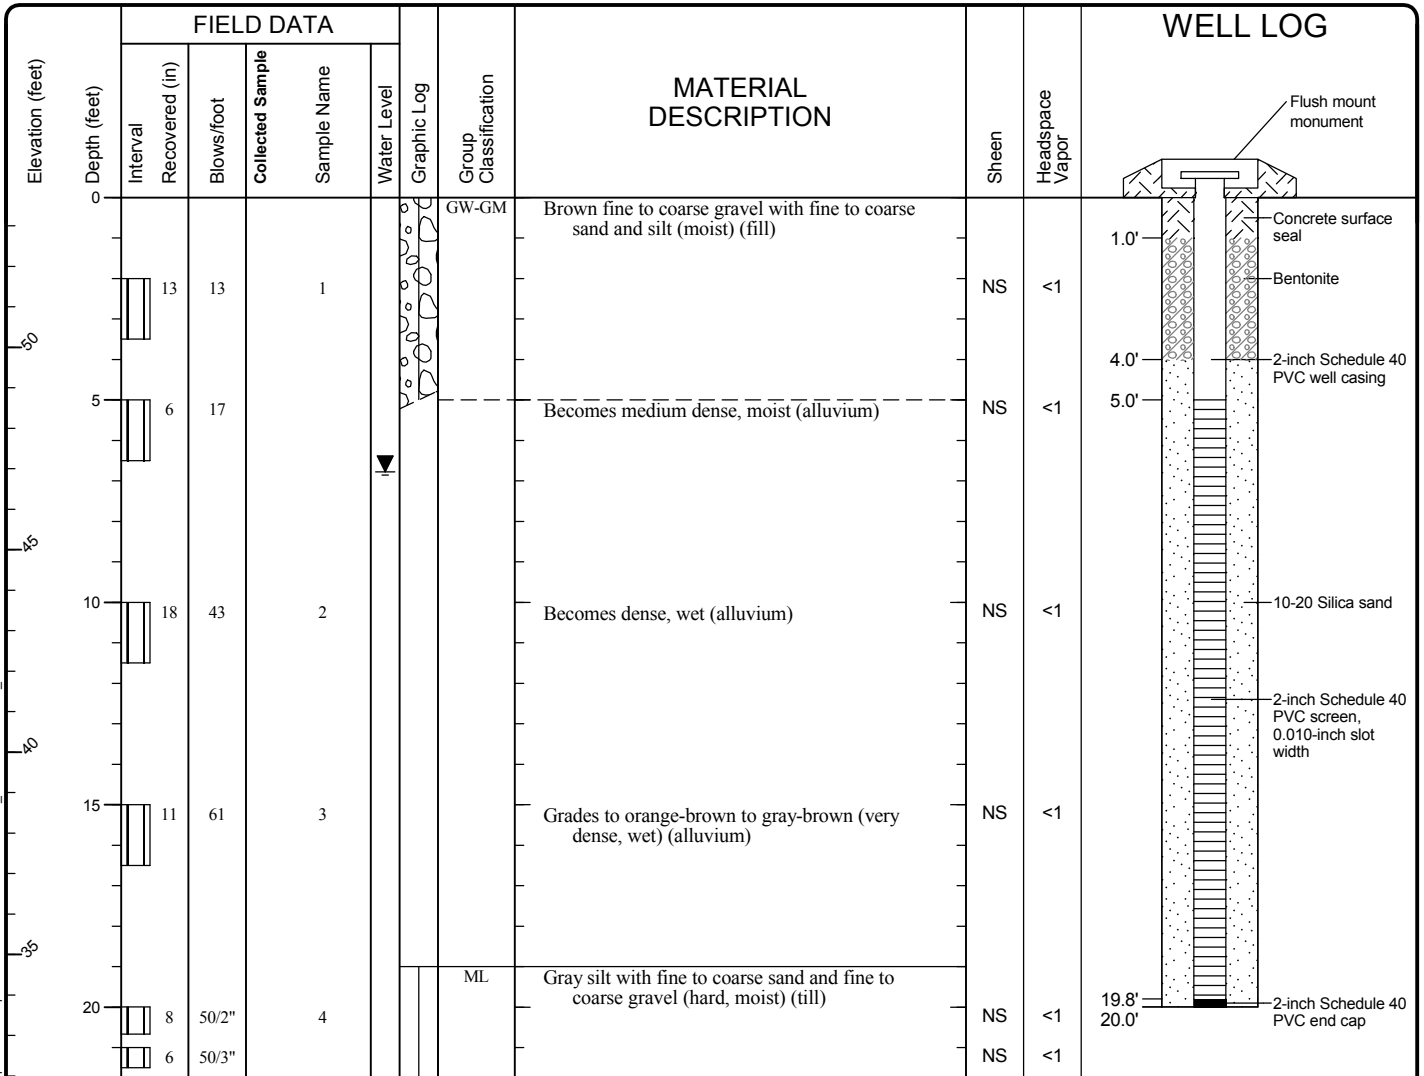 FIELD DATA
WELL LOG
Elevation (feet)
Depth (feet)
Interval
Recovered (in)
Blows/foot
Collected Sample
Sample Name
Water Level
Graphic Log
Group
Classification
MATERIAL
DESCRIPTION
Sheen
Headspace
Vapor
Flush mount
monument
0
GW-GM
Brown fine to coarse gravel with fine to coarse
sand and silt (moist) (fill)
Concrete surface
seal
1.0'
Bentonite
13
13
1
NS
<1
50
4.0'
2-inch Schedule 40
PVC well casing
5
6
17
Becomes medium dense, moist (alluvium)
NS
<1
5.0'
45
10
18
43
2
Becomes dense, wet (alluvium)
NS
<1
10-20 Silica sand
2-inch Schedule 40
PVC screen,
0.010-inch slot
width
40
15
11
61
3
Grades to orange-brown to gray-brown (very
dense, wet) (alluvium)
NS
<1
35
ML
Gray silt with fine to coarse sand and fine to
coarse gravel (hard, moist) (till)
19.8'
20.0'
2-inch Schedule 40
PVC end cap
20
8
50/2"
4
NS
<1
6
50/3"
NS
<1